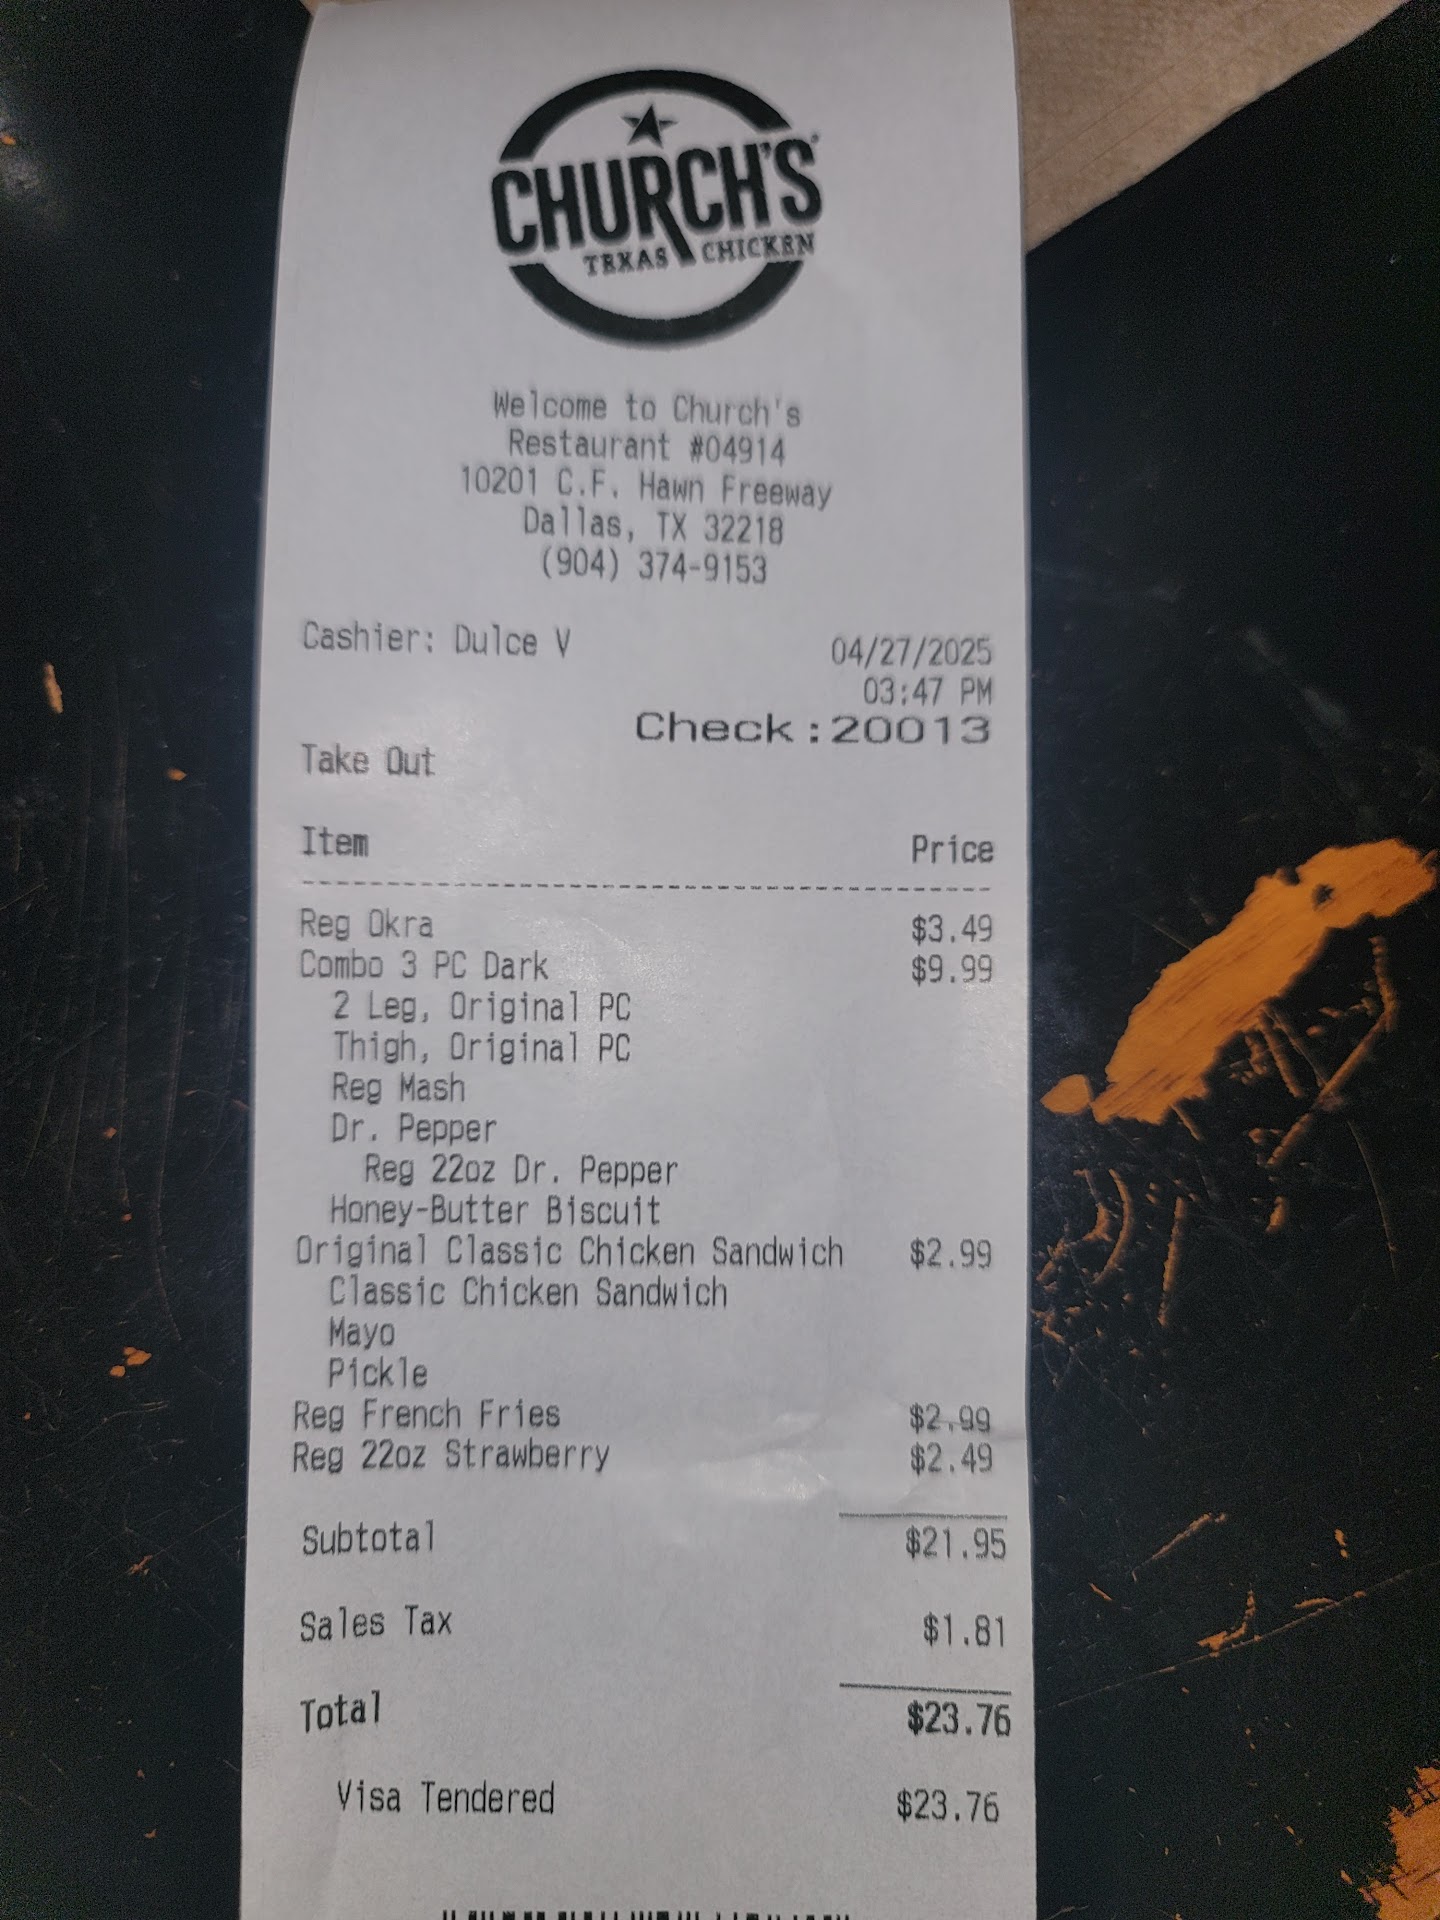 CHURCH'S
TEXAS CHICKEN
Welcome to Church's
Restaurant #04914
10201 C.F. Hawn Freeway
Dallas, TX 32218
(904) 374-9153
Cashier: Dulce V 04/27/2025
03:47 PM
Check:20013
Take Out
Item Price
Reg Okra $3.49
Combo 3 PC Dark $9.99
2 Leg, Original PC
Thigh, Original PC
Reg Mash
Dr. Pepper
Reg 22oz Dr. Pepper
Honey-Butter Biscuit
Original Classic Chicken Sandwich $2.99
Classic Chicken Sandwich
Mayo
Pickle
Reg French Fries $2.99
Reg 22oz Strawberry $2.49
Subtotal $21.95
Sales Tax $1.81
Total $23.76
Visa Tendered $23.76